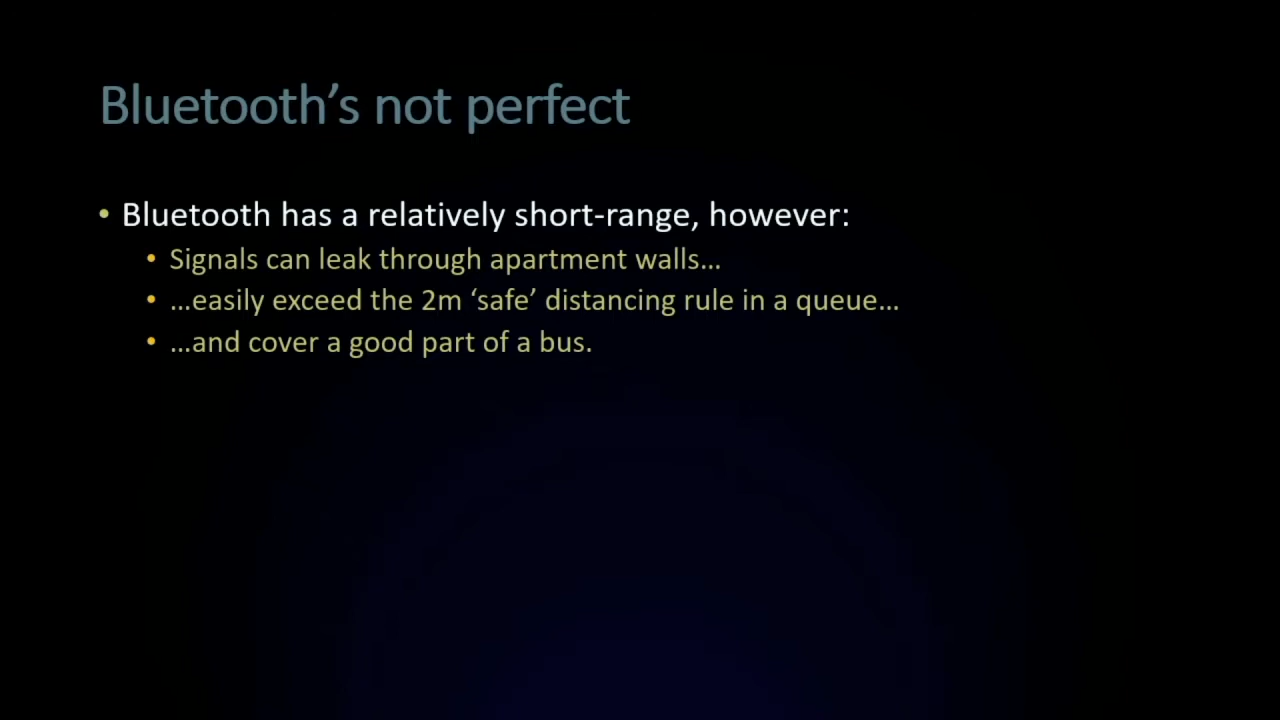 Bluetooth’s not perfect
• Bluetooth has a relatively short-range, however:
• Signals can leak through apartment walls…
• …easily exceed the 2m ‘safe’ distancing rule in a queue…
• …and cover a good part of a bus.